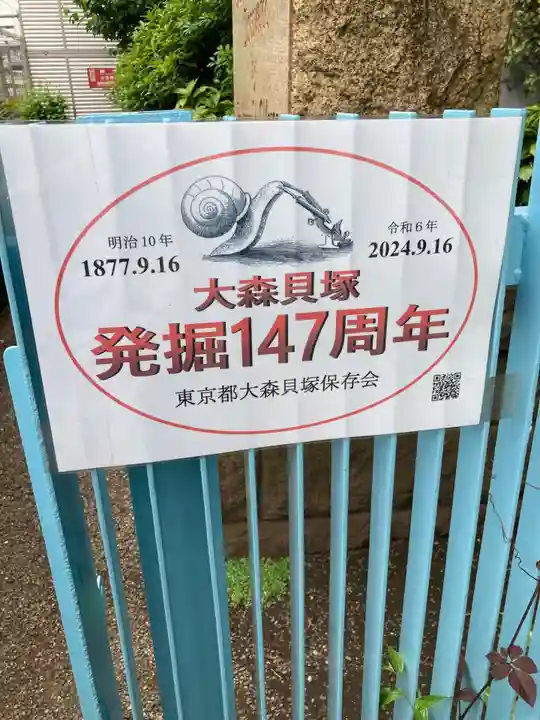 明治10年
1877.9.16
令和6年
2024.9.16
大森貝塚
発掘147周年
東京都大森貝塚保存会